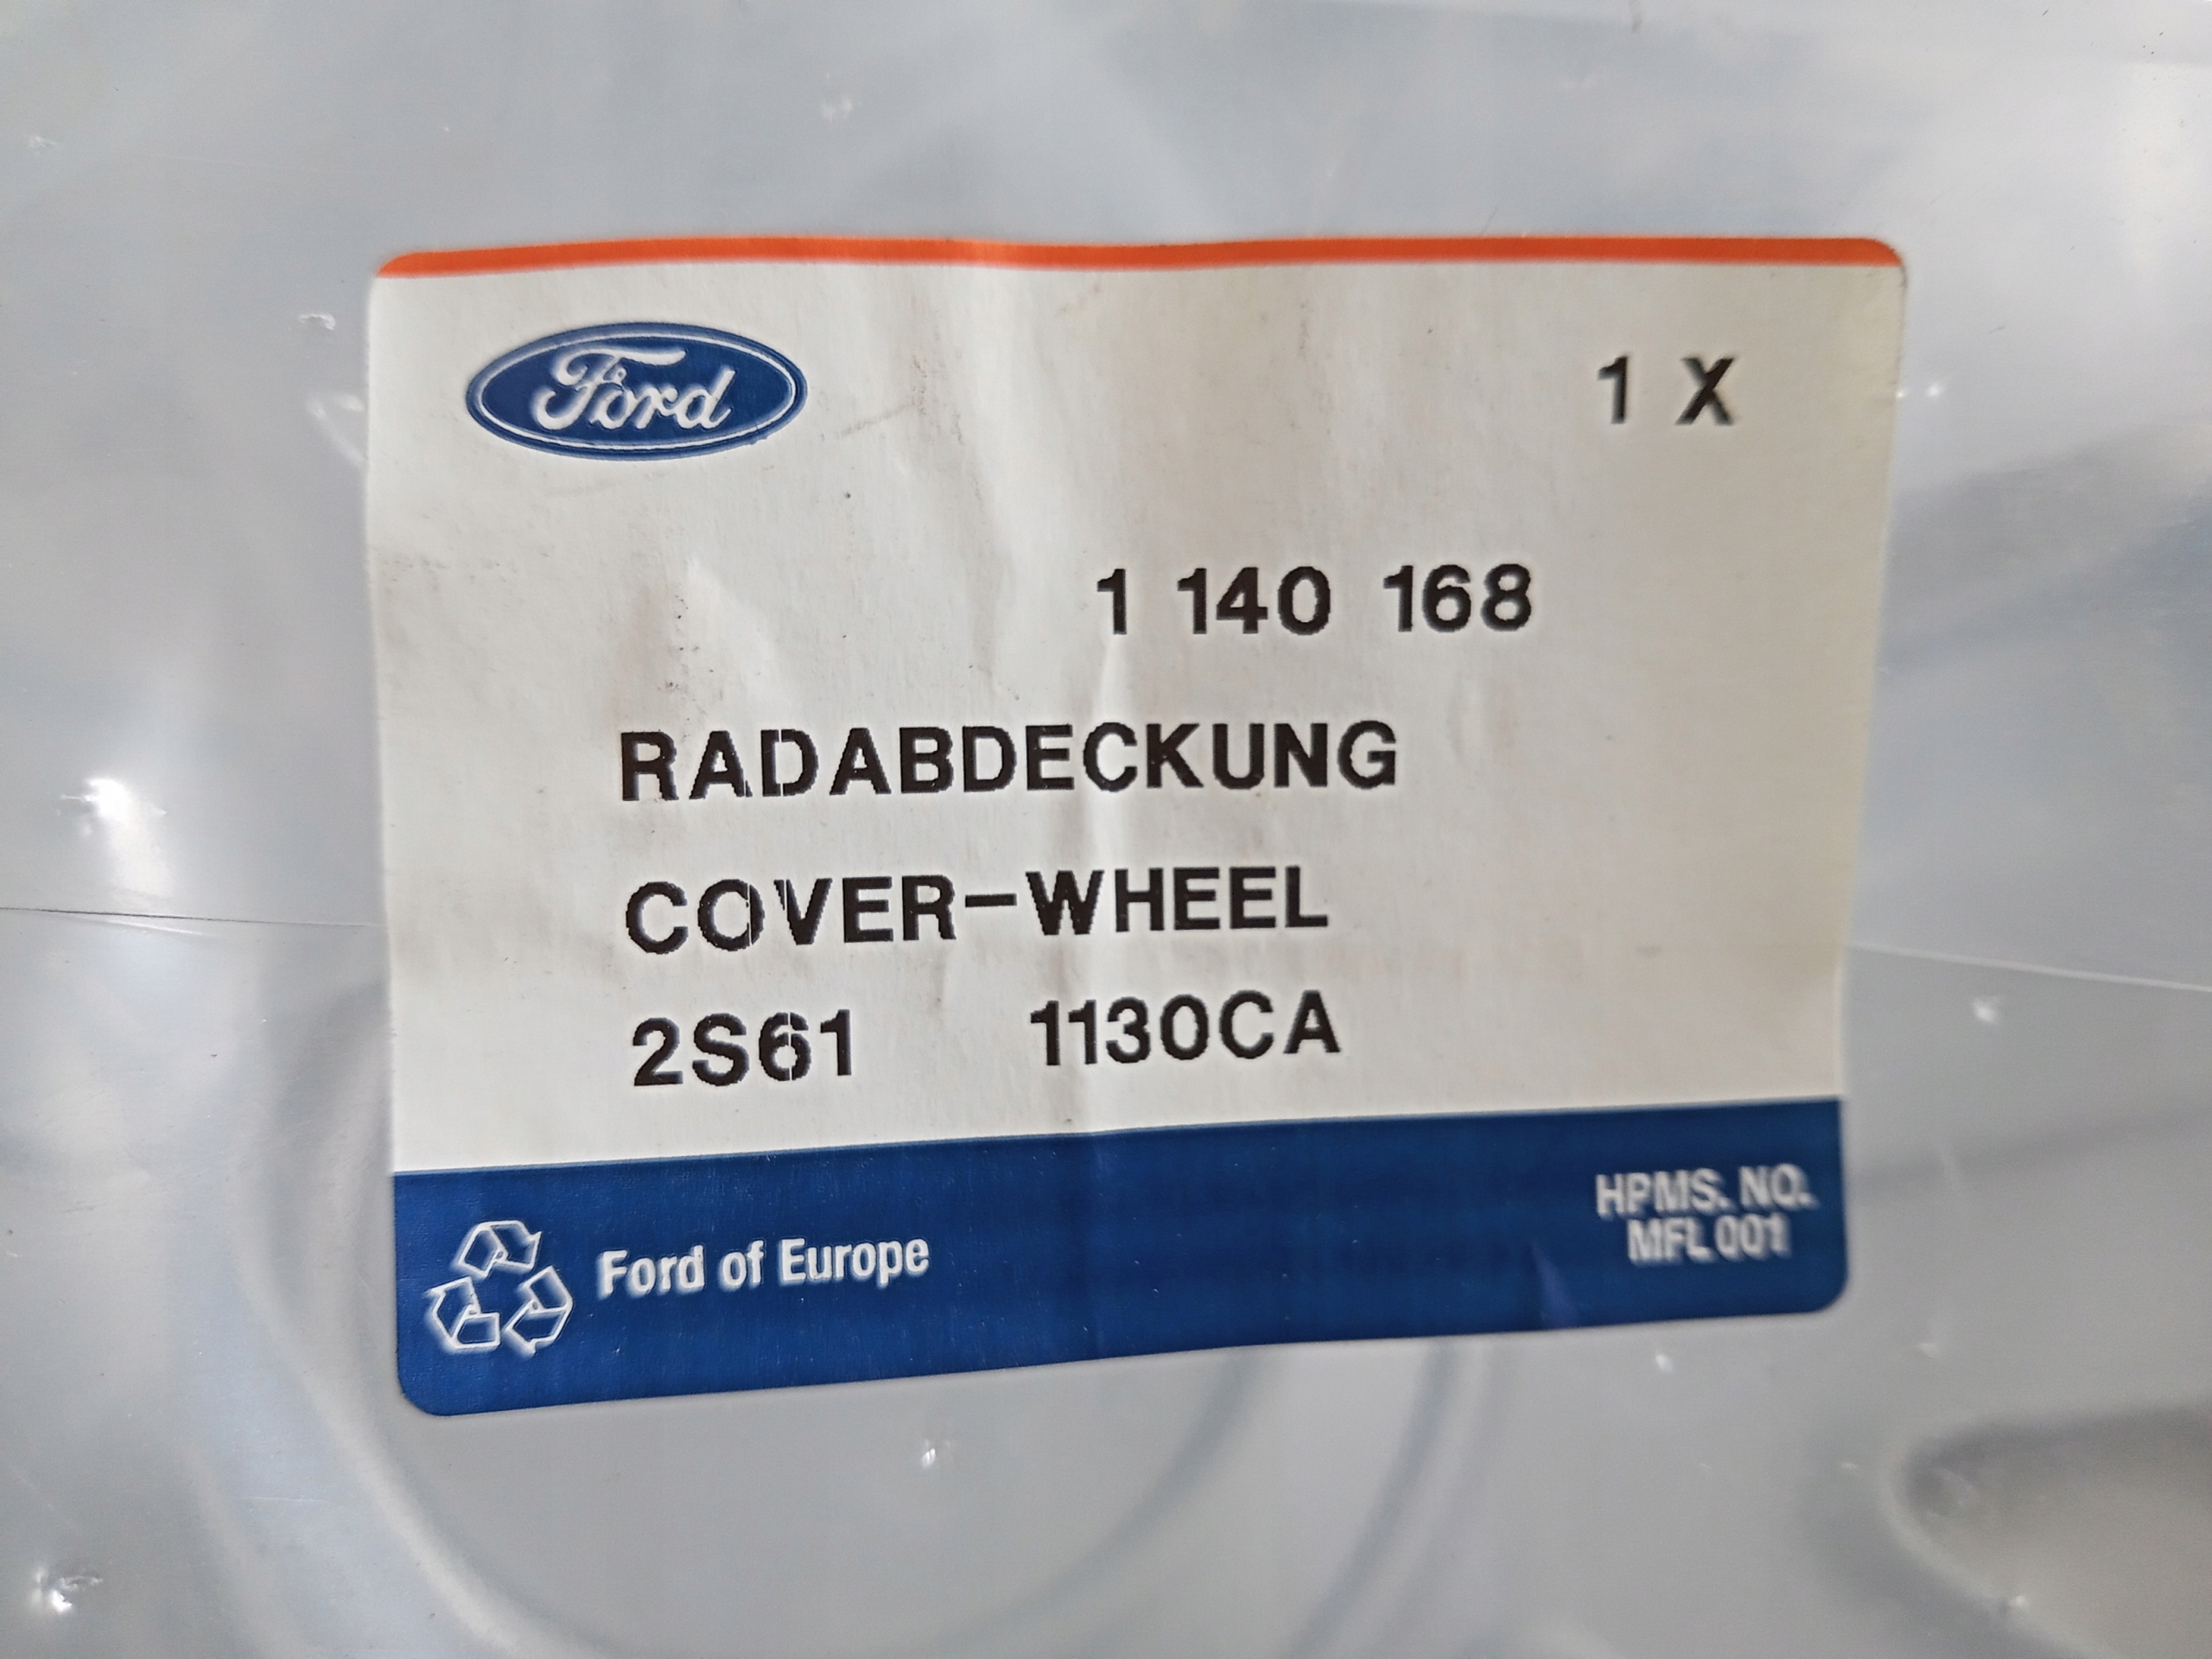 Ford
1 X
1 140 168
RADABDECKUNG
COVER-WHEEL
2S61 1130CA
Ford of Europe
HPMS. NO.
MFL 001